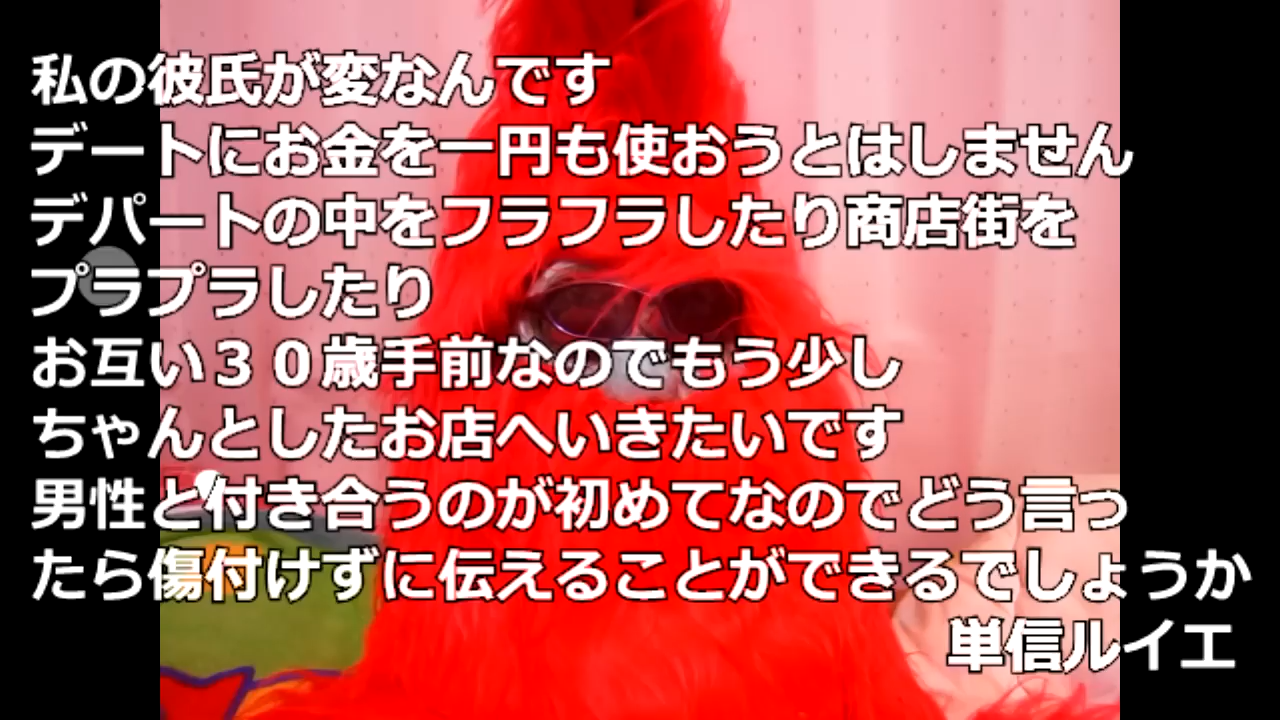 私の彼氏が変なんです
デートにお金を一円も使おうとはしません
デパートの中をフラフラしたり商店街を
プラプラしたり
お互い３０歳手前なのでもう少し
ちゃんとしたお店へいきたいです
男性と付き合うのが初めてなのでどう言っ
たら傷付けずに伝えることができるでしょうか
単信ルイエ